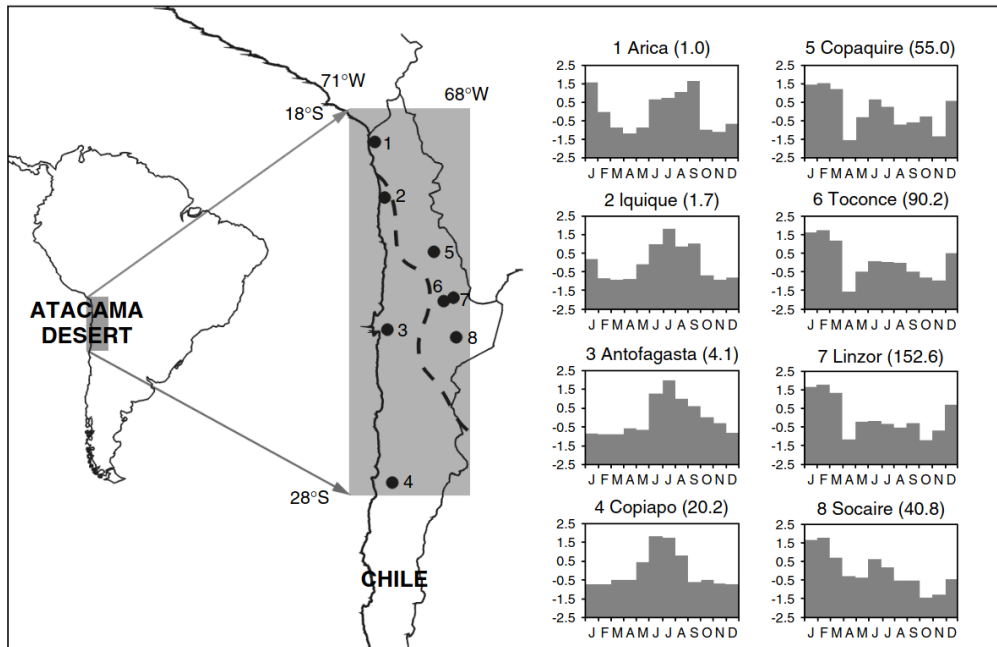 71°W
18°S
68°W
1
2
5
6
7
3
8
4
28°S
ATACAMA
DESERT
CHILE
1 Arica (1.0)
2.5
1.5
0.5
-0.5
-1.5
-2.5
J F M A M J J A S O N D
5 Copaquire (55.0)
2.5
1.5
0.5
-0.5
-1.5
-2.5
J F M A M J J A S O N D
2 Iquique (1.7)
2.5
1.5
0.5
-0.5
-1.5
-2.5
J F M A M J J A S O N D
6 Toconce (90.2)
2.5
1.5
0.5
-0.5
-1.5
-2.5
J F M A M J J A S O N D
3 Antofagasta (4.1)
2.5
1.5
0.5
-0.5
-1.5
-2.5
J F M A M J J A S O N D
7 Linzor (152.6)
2.5
1.5
0.5
-0.5
-1.5
-2.5
J F M A M J J A S O N D
4 Copiapo (20.2)
2.5
1.5
0.5
-0.5
-1.5
-2.5
J F M A M J J A S O N D
8 Socaire (40.8)
2.5
1.5
0.5
-0.5
-1.5
-2.5
J F M A M J J A S O N D